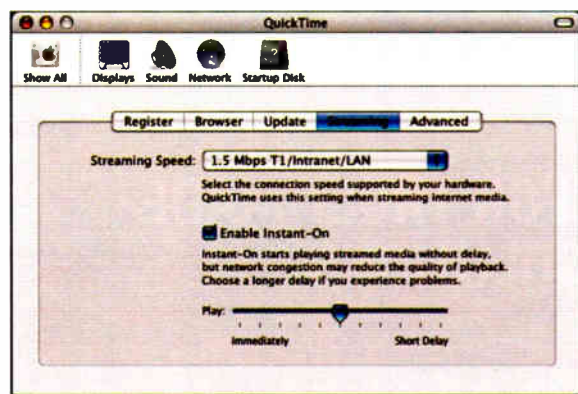 QuickTime
Show All Displays Sound Network Startup Disk
Register Browser Update Streaming Advanced
Streaming Speed: 1.5 Mbps T1/Intranet/LAN
Select the connection speed supported by your hardware.
QuickTime uses this setting when streaming internet media.
Enable Instant-On
Instant-On starts playing streamed media without delay,
but network congestion may reduce the quality of playback.
Choose a longer delay if you experience problems.
Play:
Immediately Short Delay